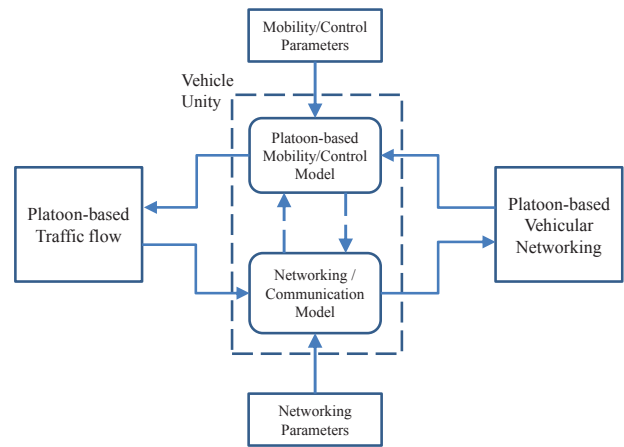 Mobility/Control
Parameters
Vehicle
Unity
Platoon-based
Mobility/Control
Model
Platoon-based
Traffic flow
Platoon-based
Vehicular
Networking
Networking /
Communication
Model
Networking
Parameters